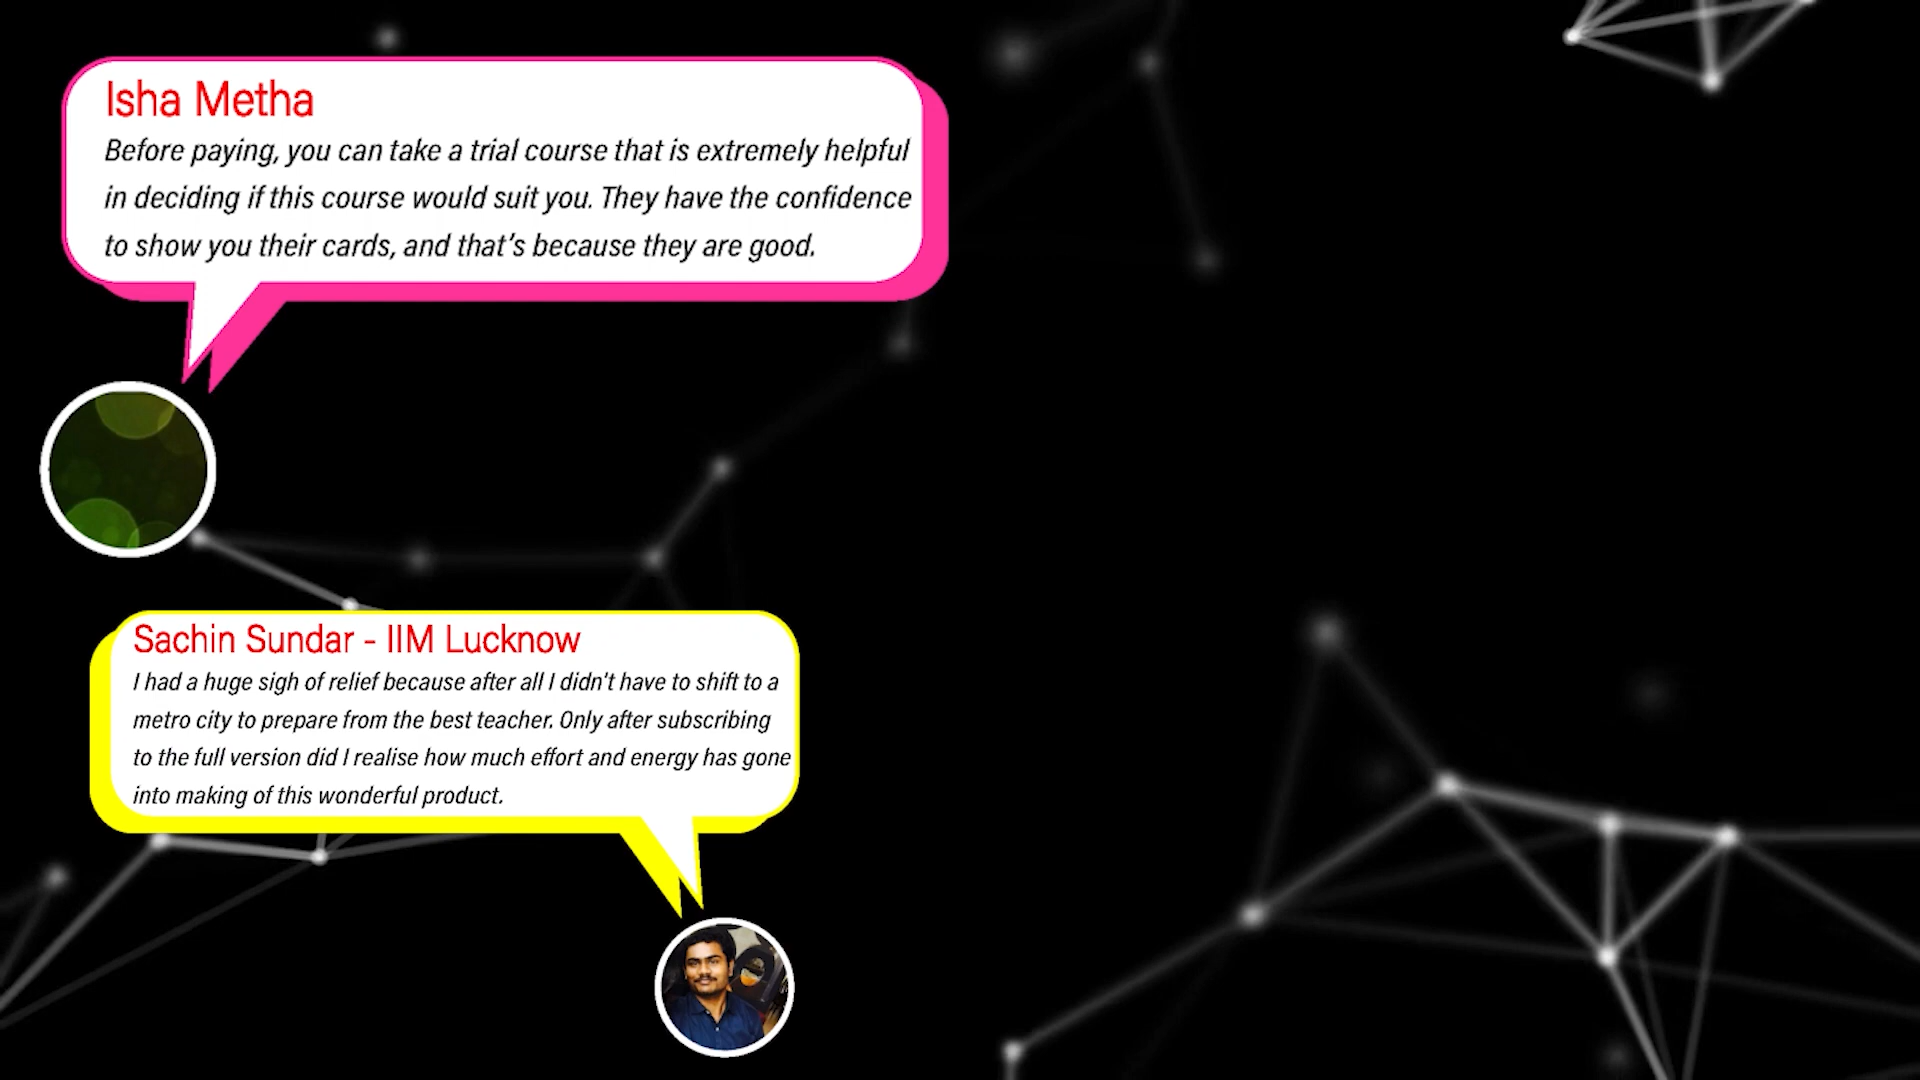 Isha Metha
Before paying, you can take a trial course that is extremely helpful
in deciding if this course would suit you. They have the confidence
to show you their cards, and that's because they are good.
Sachin Sundar - IIM Lucknow
I had a huge sigh of relief because after all I didn't have to shift to a
metro city to prepare from the best teacher. Only after subscribing
to the full version did I realise how much effort and energy has gone
into making of this wonderful product.